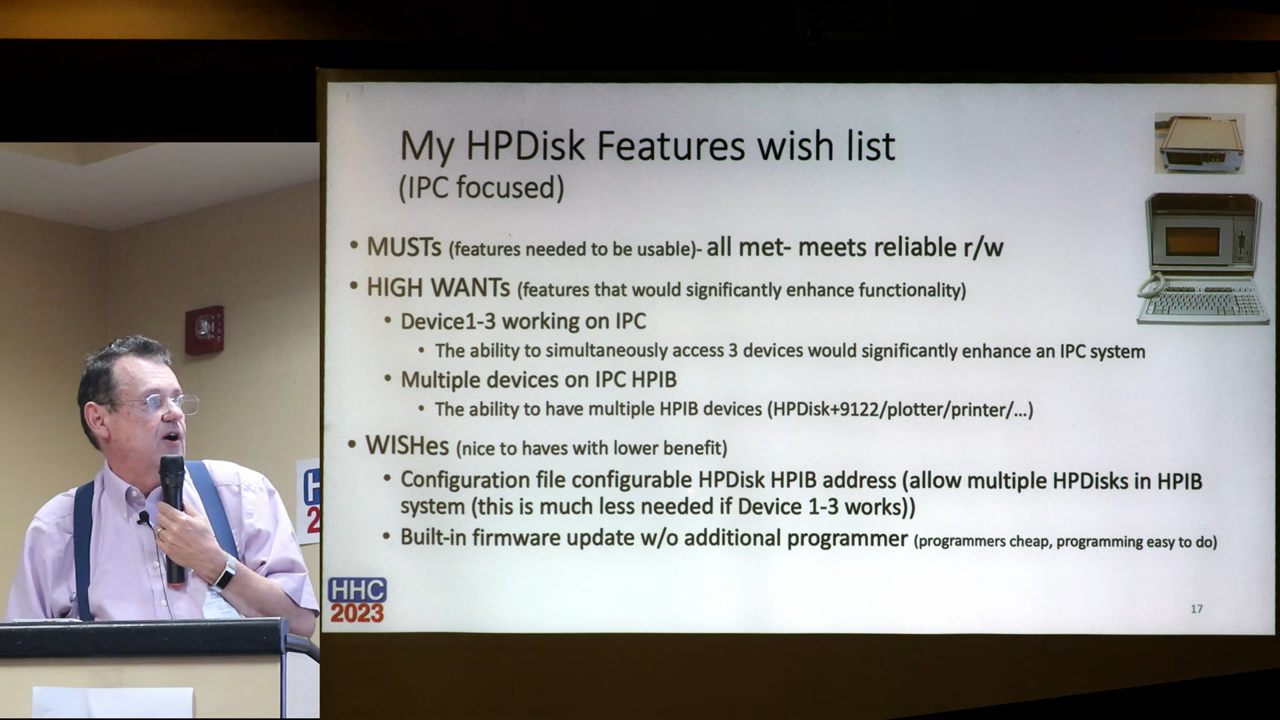 My HPDisk Features wish list
(IPC focused)
• MUSTs (features needed to be usable)- all met- meets reliable r/w
• HIGH WANTs (features that would significantly enhance functionality)
• Device1-3 working on IPC
• The ability to simultaneously access 3 devices would significantly enhance an IPC system
• Multiple devices on IPC HPIB
• The ability to have multiple HPIB devices (HPDisk+9122/plotter/printer/...)
• WISHes (nice to haves with lower benefit)
• Configuration file configurable HPDisk HPIB address (allow multiple HPDisks in HPIB
system (this is much less needed if Device 1-3 works))
• Built-in firmware update w/o additional programmer (programmers cheap, programming easy to do)
HHC
2023
17